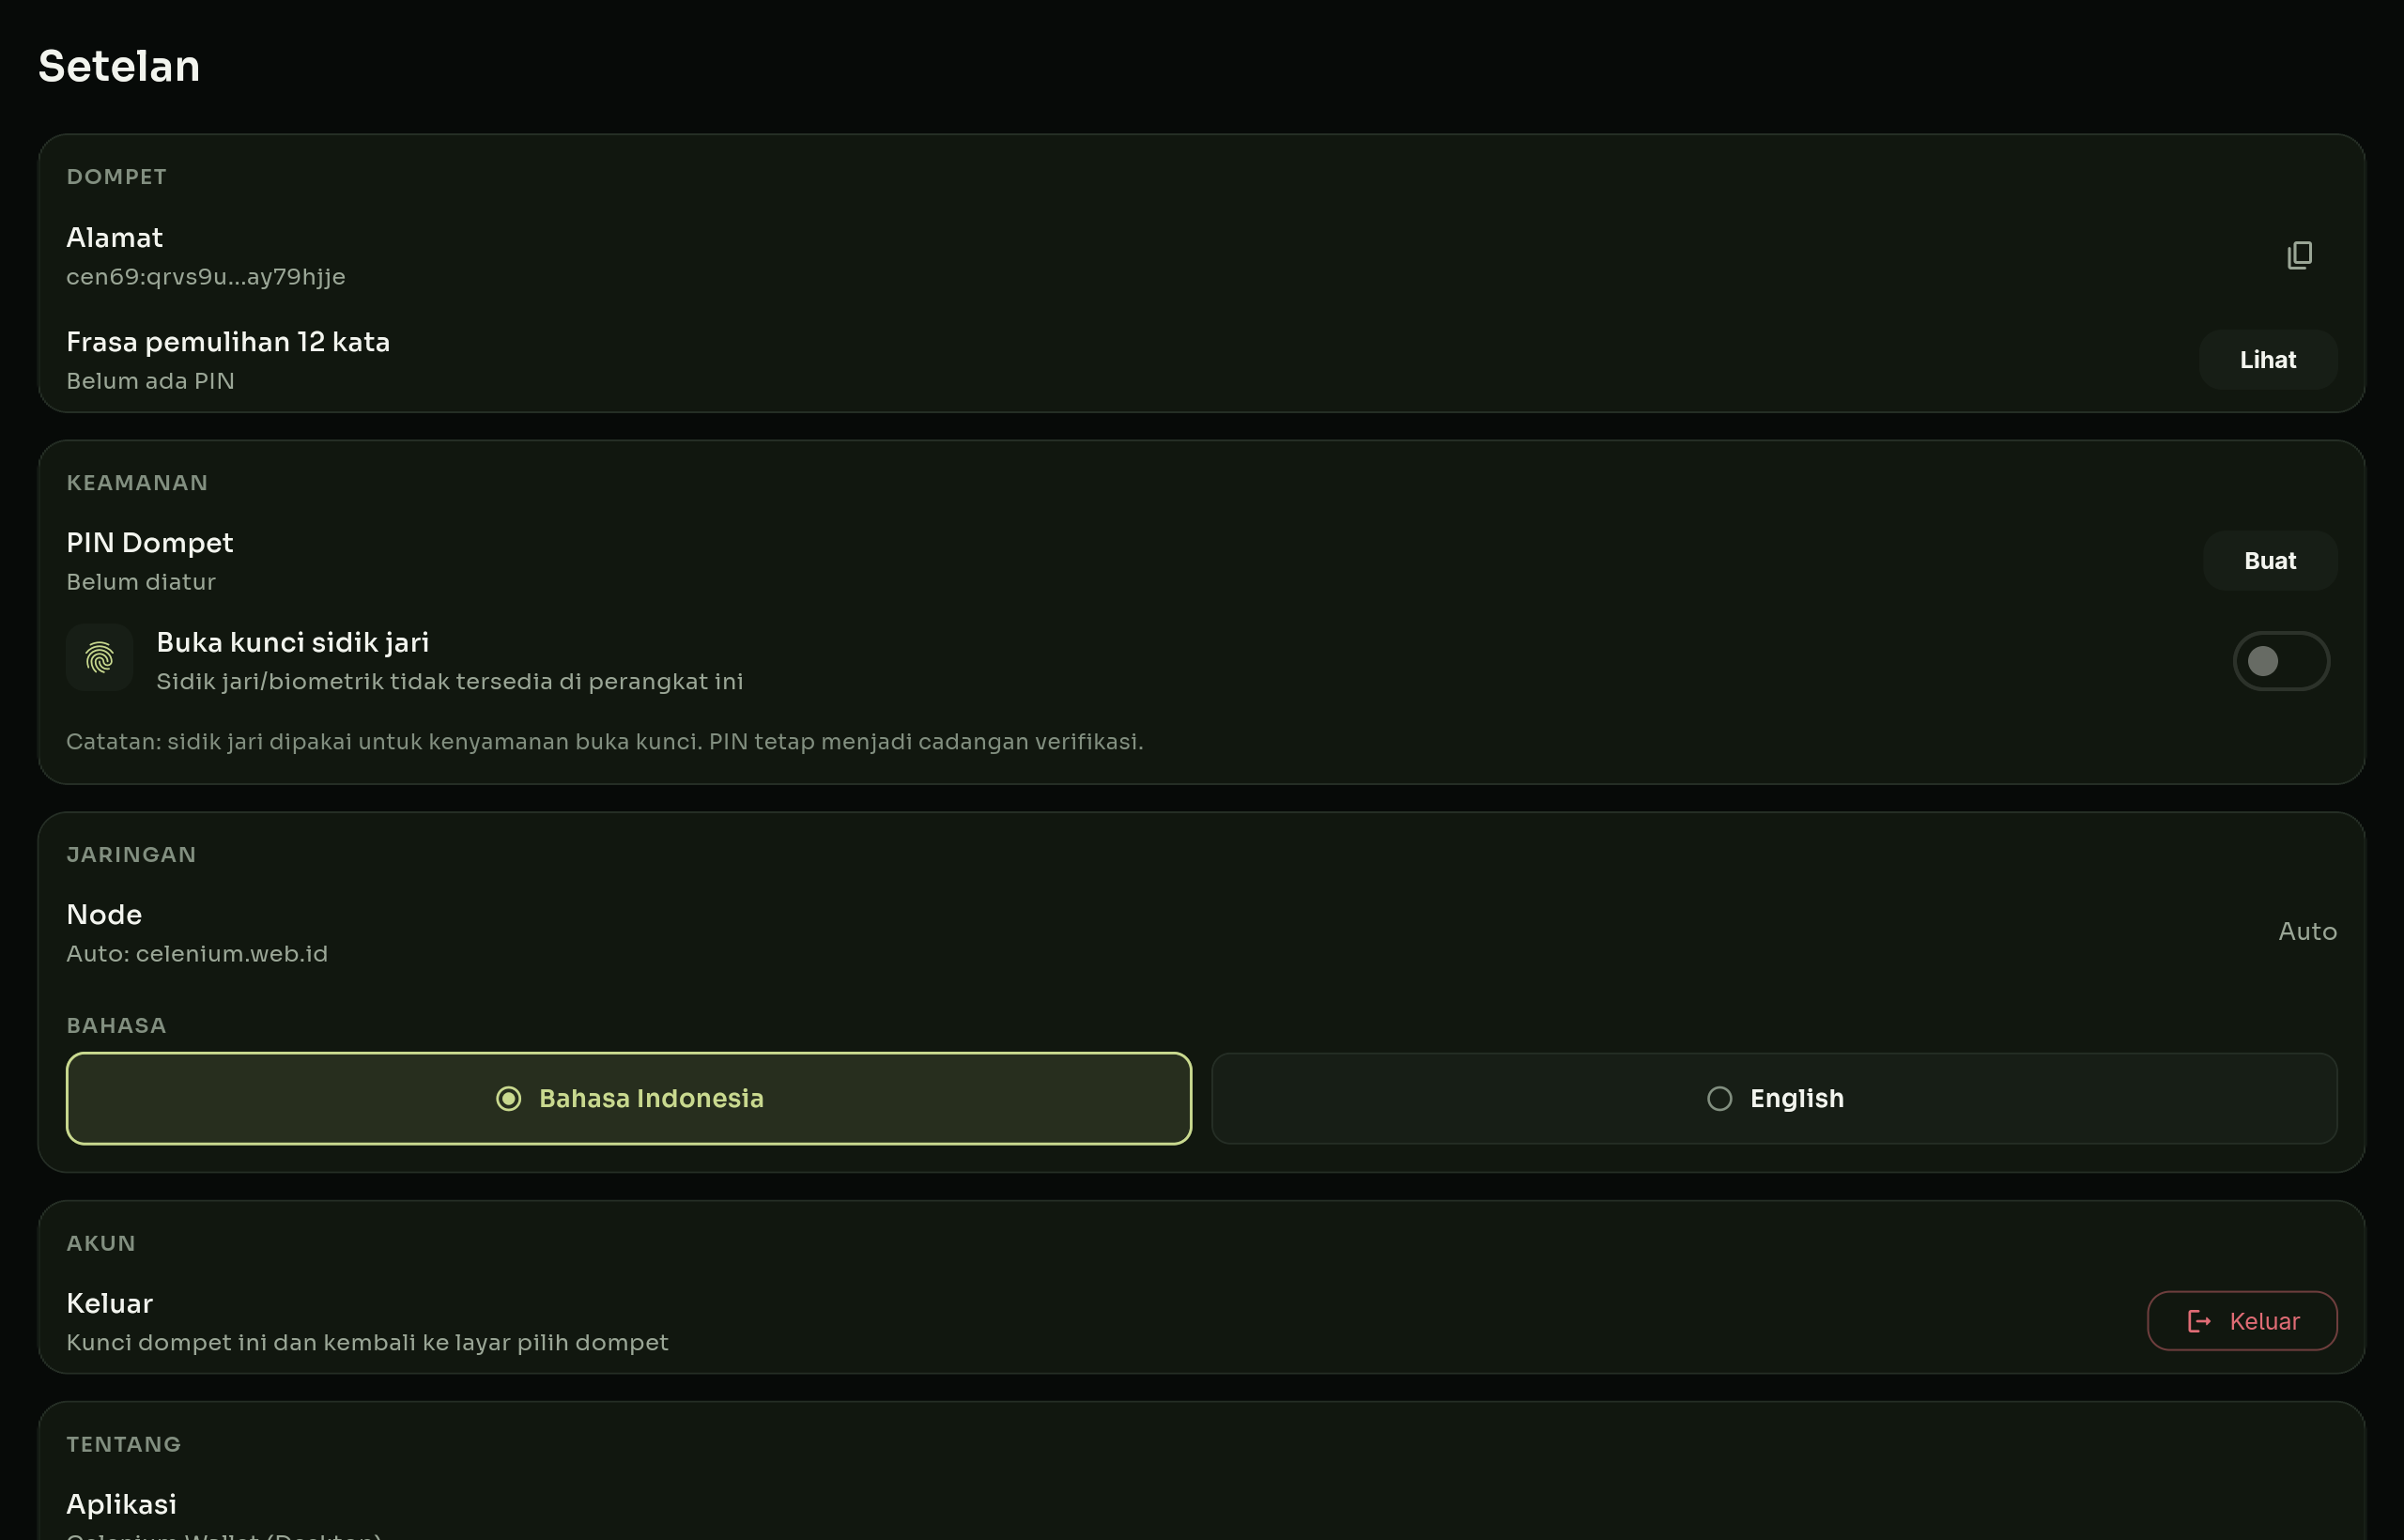 Setelan
DOMPET
Alamat
cen69:qrvs9u...ay79hjje
Frasa pemulihan 12 kata
Belum ada PIN
Lihat
KEAMANAN
PIN Dompet
Belum diatur
Buat
Buka kunci sidik jari
Sidik jari/biometrik tidak tersedia di perangkat ini
Catatan: sidik jari dipakai untuk kenyamanan buka kunci. PIN tetap menjadi cadangan verifikasi.
JARINGAN
Node
Auto: celenium.web.id
Auto
BAHASA
Bahasa Indonesia
English
AKUN
Keluar
Kunci dompet ini dan kembali ke layar pilih dompet
Keluar
TENTANG
Aplikasi
Celenium Wallet (Desktop)